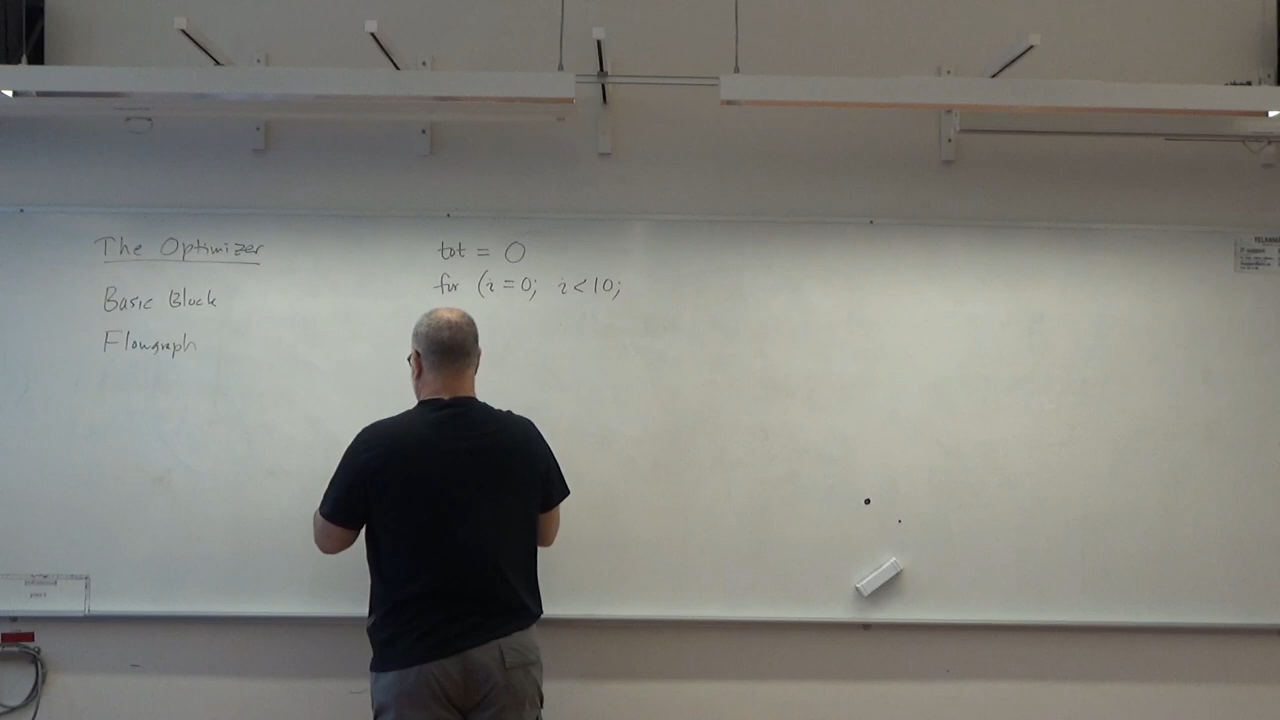 The Optimizer
Basic Block
Flowgraph
tot = 0
for (i=0; i<10;